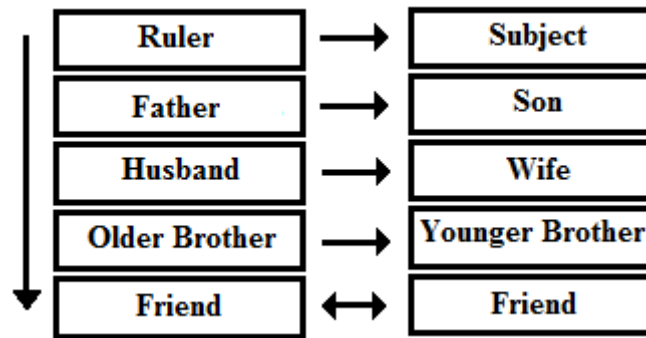 Ruler Subject
Father Son
Husband Wife
Older Brother Younger Brother
Friend Friend